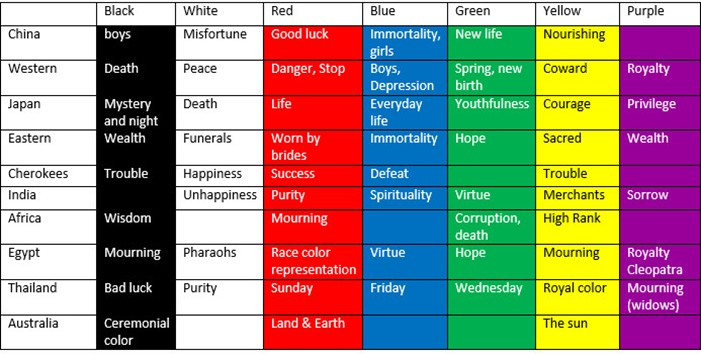 Black White Red Blue Green Yellow Purple
China boys Misfortune Good luck Immortality, New life Nourishing
girls
Western Death Peace Danger, Stop Boys, Spring, new Coward Royalty
Depression birth
Japan Mystery Death Life Everyday Youthfulness Courage Privilege
and night life
Eastern Wealth Funerals Worn by Immortality Hope Sacred Wealth
brides
Cherokees Trouble Happiness Success Defeat Trouble
India Unhappiness Purity Spirituality Virtue Merchants Sorrow
Africa Wisdom Mourning Corruption, High Rank
death
Egypt Mourning Pharaohs Race color Virtue Hope Mourning Royalty
representation Cleopatra
Thailand Bad luck Purity Sunday Friday Wednesday Royal color Mourning
(widows)
Australia Ceremonial Land & Earth The sun
color